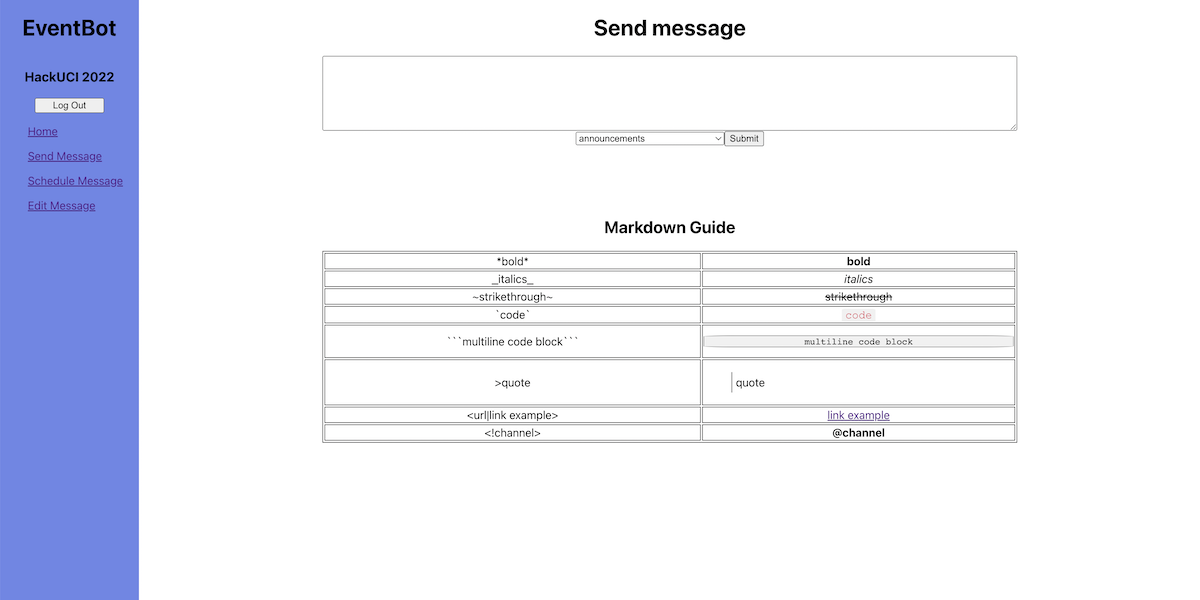 EventBot
HackUCI 2022
Log Out
Home
Send Message
Schedule Message
Edit Message
Send message
announcements Submit
Markdown Guide
*bold* bold
_italics_ italics
~strikethrough~ strikethrough
`code` code
```multiline code block``` multiline code block
>quote quote
<url|link example> link example
<!channel> @channel